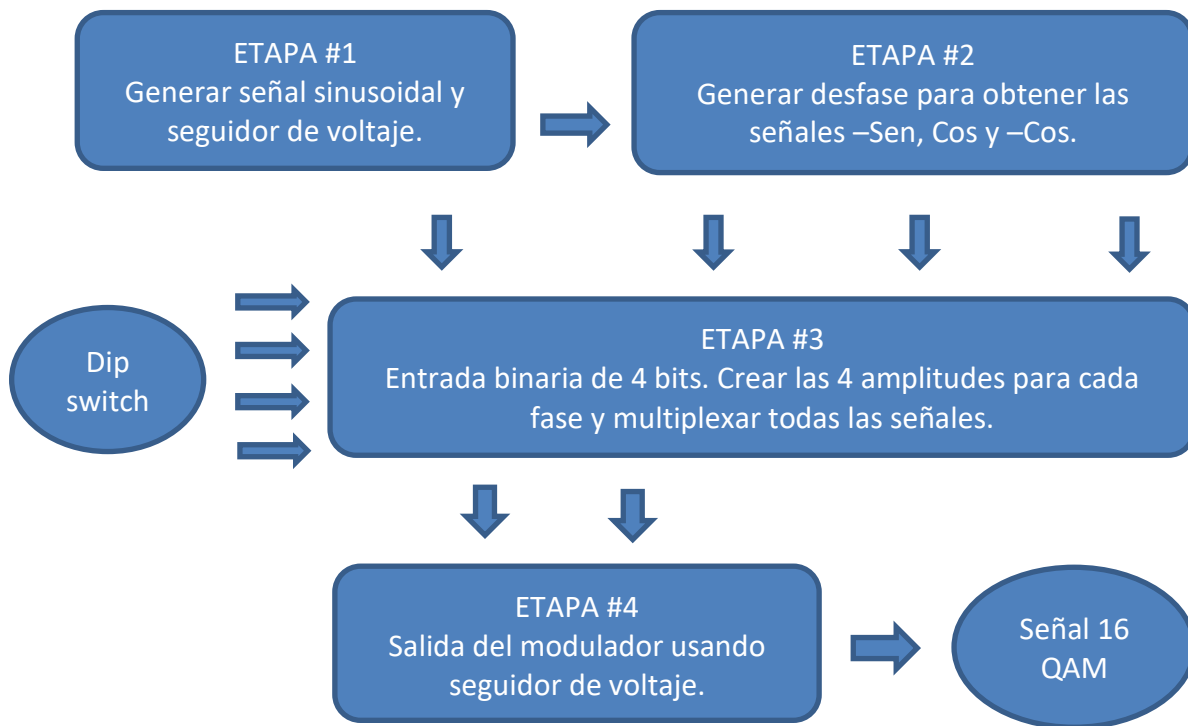 ETAPA #1
Generar señal sinusoidal y
seguidor de voltaje.
ETAPA #2
Generar desfase para obtener las
señales –Sen, Cos y –Cos.
Dip
switch
ETAPA #3
Entrada binaria de 4 bits. Crear las 4 amplitudes para cada
fase y multiplexar todas las señales.
ETAPA #4
Salida del modulador usando
seguidor de voltaje.
Señal 16
QAM